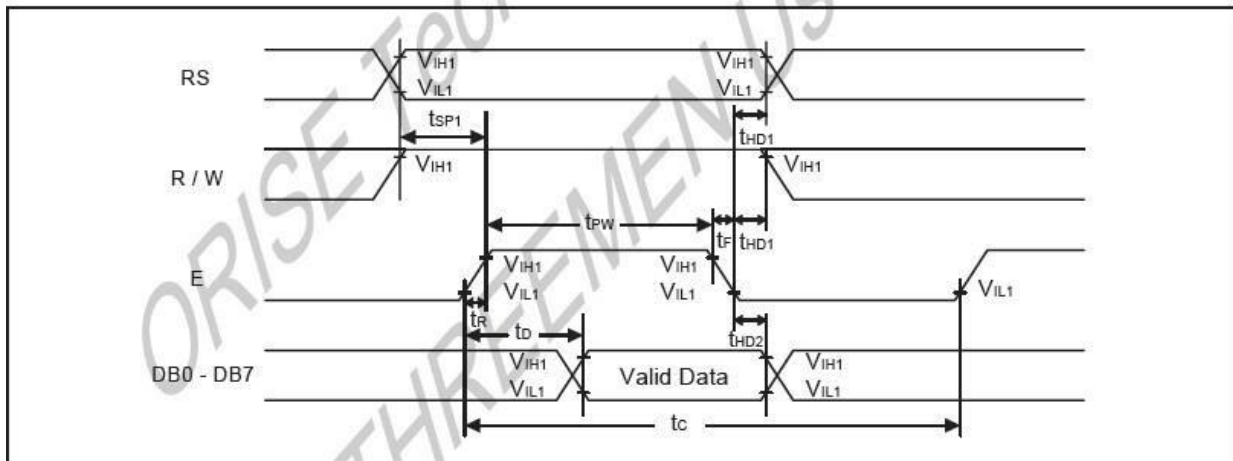 ORISE Tech
THREEMEN Us
RS
VIH1
VIH1
VIL1
VIL1
tSP1
tHD1
R / W
VIH1
VIH1
tPW
tF
tHD1
E
VIH1
VIH1
VIL1
VIL1
VIL1
tR
tD
tHD2
DB0 - DB7
VIH1
Valid Data
VIH1
VIL1
VIL1
tC